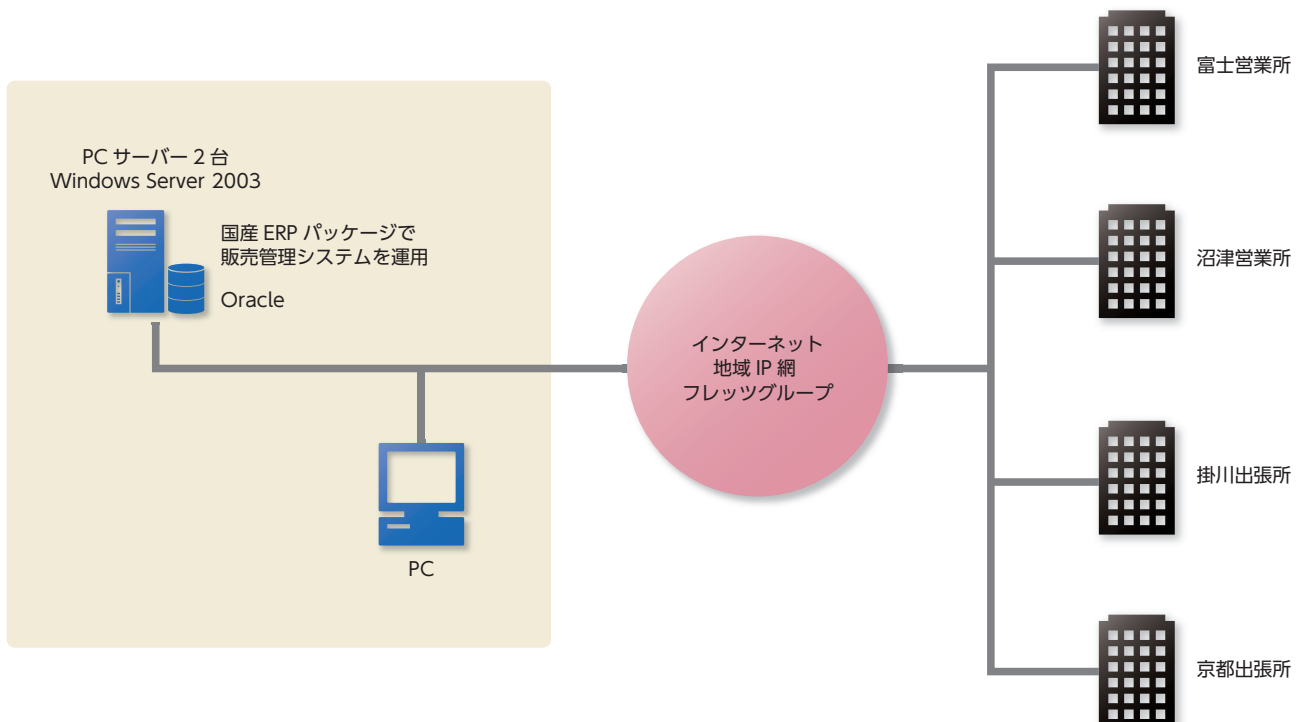 PC サーバー 2 台
Windows Server 2003
国産 ERP パッケージで
販売管理システムを運用
Oracle
PC
インターネット
地域 IP 網
フレッツグループ
富士営業所
沼津営業所
掛川出張所
京都出張所